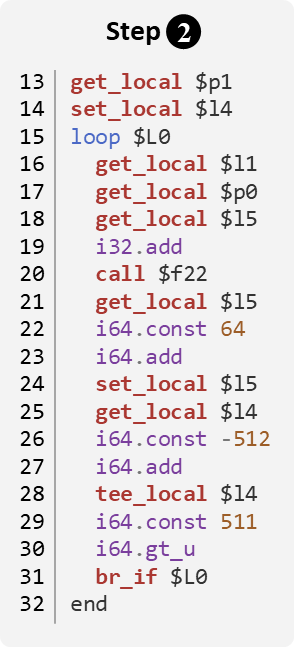 Step 2
13 get_local $p1
14 set_local $l4
15 loop $L0
16 get_local $l1
17 get_local $p0
18 get_local $l5
19 i32.add
20 call $f22
21 get_local $l5
22 i64.const 64
23 i64.add
24 set_local $l5
25 get_local $l4
26 i64.const -512
27 i64.add
28 tee_local $l4
29 i64.const 511
30 i64.gt_u
31 br_if $L0
32 end